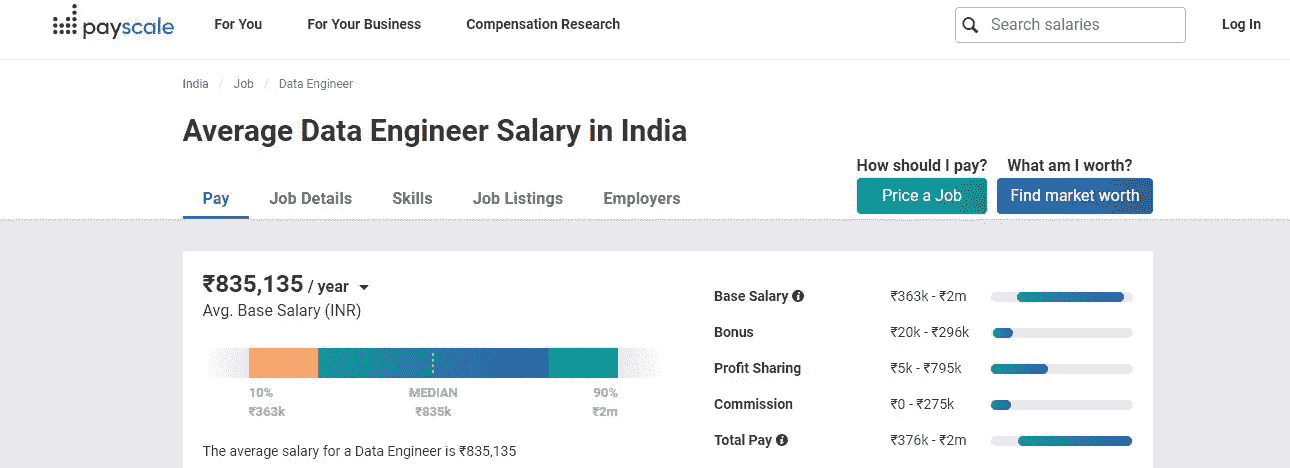 payscale For You For Your Business Compensation Research Search salaries Log In
India / Job / Data Engineer
Average Data Engineer Salary in India
How should I pay? What am I worth?
Price a Job Find market worth
Pay Job Details Skills Job Listings Employers
₹835,135 / year
Avg. Base Salary (INR)
10% MEDIAN 90%
₹363k ₹835k ₹2m
The average salary for a Data Engineer is ₹835,135
Base Salary ₹363k - ₹2m
Bonus ₹20k - ₹296k
Profit Sharing ₹5k - ₹795k
Commission ₹0 - ₹275k
Total Pay ₹376k - ₹2m